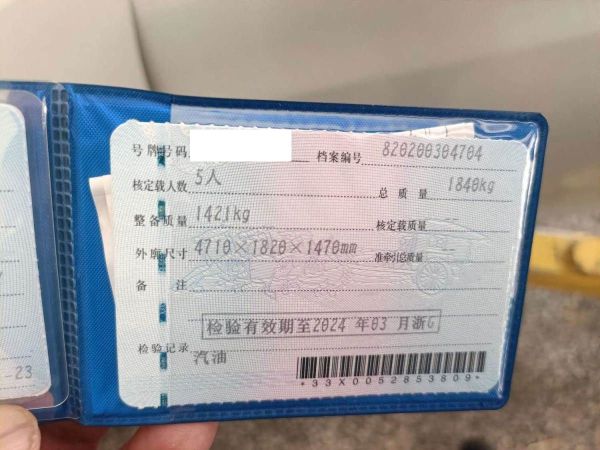 号牌号码 档案编号 820200304704
核定载人数 5人 总质量 1840kg
整备质量 1421kg 核定载质量 --
外廓尺寸 4710×1820×1470mm 准牵引总质量 --
备注
检验有效期至2024年03月浙G
检验记录
汽油
*33X0052853809*
-23